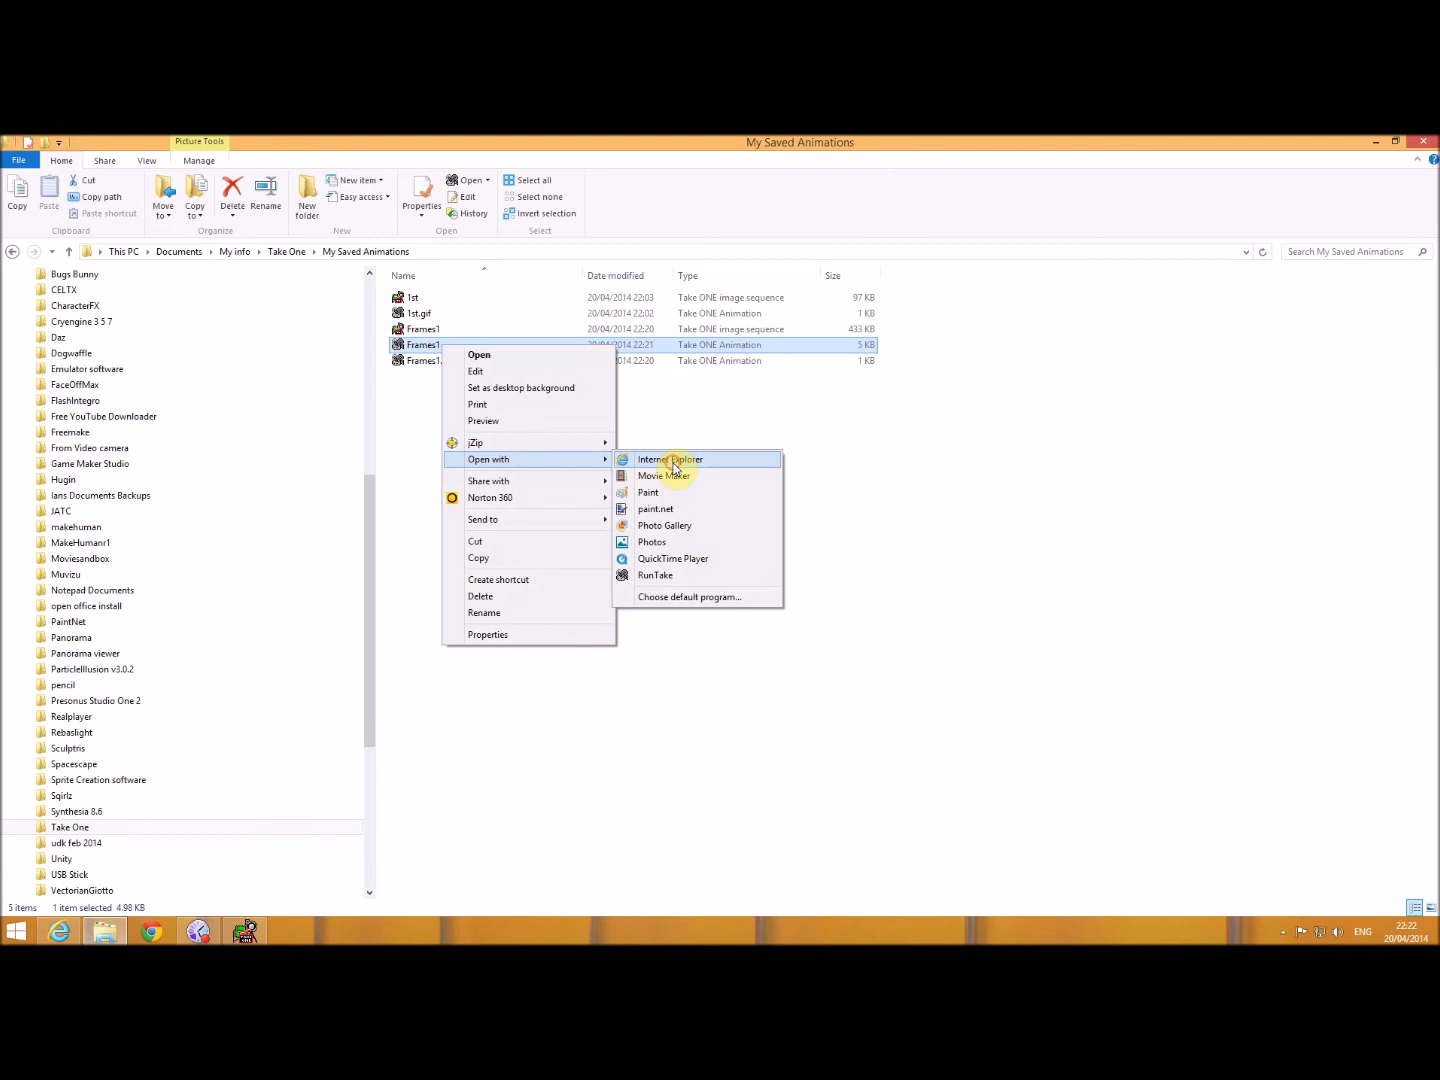 Picture Tools
My Saved Animations
File Home Share View Manage
Copy
Paste
Cut
Copy path
Paste shortcut
Clipboard
Move to
Copy to
Delete
Rename
Organize
New folder
New item
Easy access
New
Properties
Open
Edit
History
Open
Select all
Select none
Invert selection
Select
This PC Documents My info Take One My Saved Animations
Search My Saved Animations
Bugs Bunny
CELTX
CharacterFX
Cryengine 3 5 7
Daz
Dogwaffle
Emulator software
FaceOffMax
FlashIntegro
Free YouTube Downloader
Freemake
From Video camera
Game Maker Studio
Hugin
Ians Documents Backups
JATC
makehuman
MakeHumanr1
Moviesandbox
Muvizu
Notepad Documents
open office install
PaintNet
Panorama
Panorama viewer
ParticleIllusion v3.0.2
pencil
Presonus Studio One 2
Realplayer
Rebaslight
Sculptris
Spacescape
Sprite Creation software
Sqirlz
Synthesia 8.6
Take One
udk feb 2014
Unity
USB Stick
VectorianGiotto
Name Date modified Type Size
1st 20/04/2014 22:03 Take ONE image sequence 97 KB
1st.gif 20/04/2014 22:02 Take ONE Animation 1 KB
Frames1 20/04/2014 22:20 Take ONE image sequence 433 KB
Frames1 20/04/2014 22:21 Take ONE Animation 5 KB
Frames1. /2014 22:20 Take ONE Animation 1 KB
Open
Edit
Set as desktop background
Print
Preview
jZip
Open with
Share with
Norton 360
Send to
Cut
Copy
Create shortcut
Delete
Rename
Properties
Internet Explorer
Movie Maker
Paint
paint.net
Photo Gallery
Photos
QuickTime Player
RunTake
Choose default program...
5 items 1 item selected 4.98 KB
ENG
22:22
20/04/2014